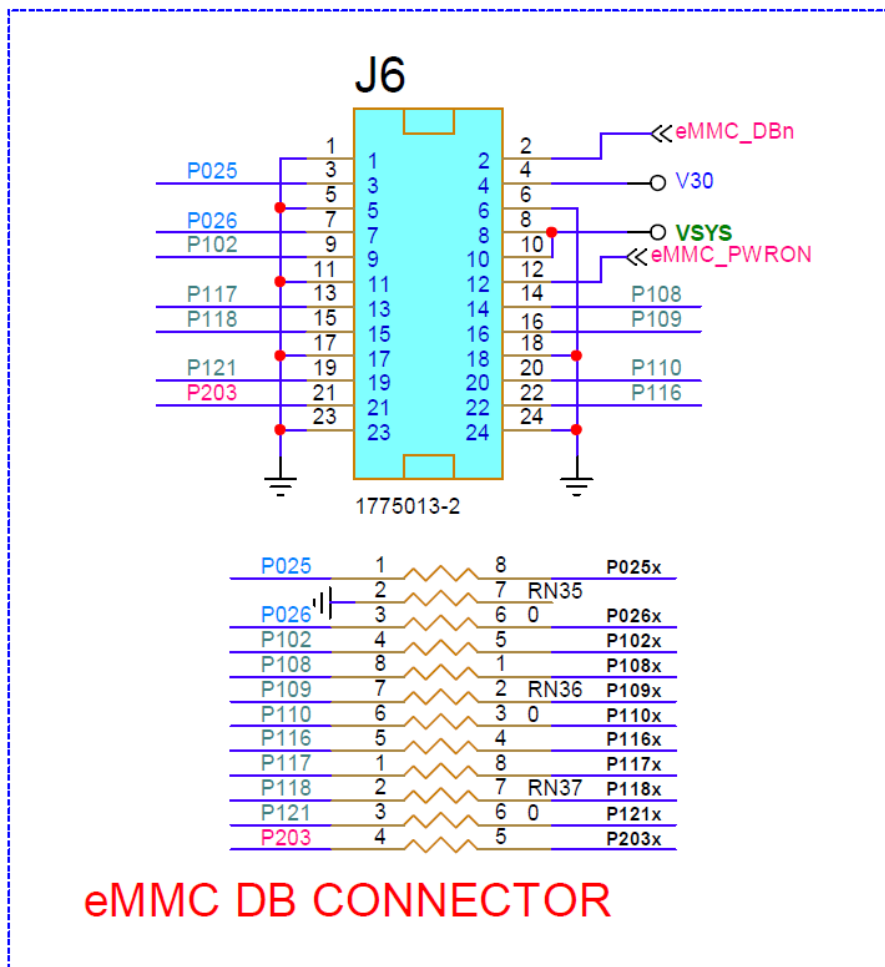 J6
1 1 2 2 eMMC_DBn
P025 3 3 4 4 V30
5 5 6 6
P026 7 7 8 8 VSYS
P102 9 9 10 10 eMMC_PWRON
11 11 12 12
P117 13 13 14 14 P108
P118 15 15 16 16 P109
17 17 18 18
P121 19 19 20 20 P110
P203 21 21 22 22 P116
23 23 24 24
1775013-2
P025 1 8 P025x
2 7 RN35
P026 3 6 0 P026x
P102 4 5 P102x
P108 8 1 P108x
P109 7 2 RN36 P109x
P110 6 3 0 P110x
P116 5 4 P116x
P117 1 8 P117x
P118 2 7 RN37 P118x
P121 3 6 0 P121x
P203 4 5 P203x
eMMC DB CONNECTOR